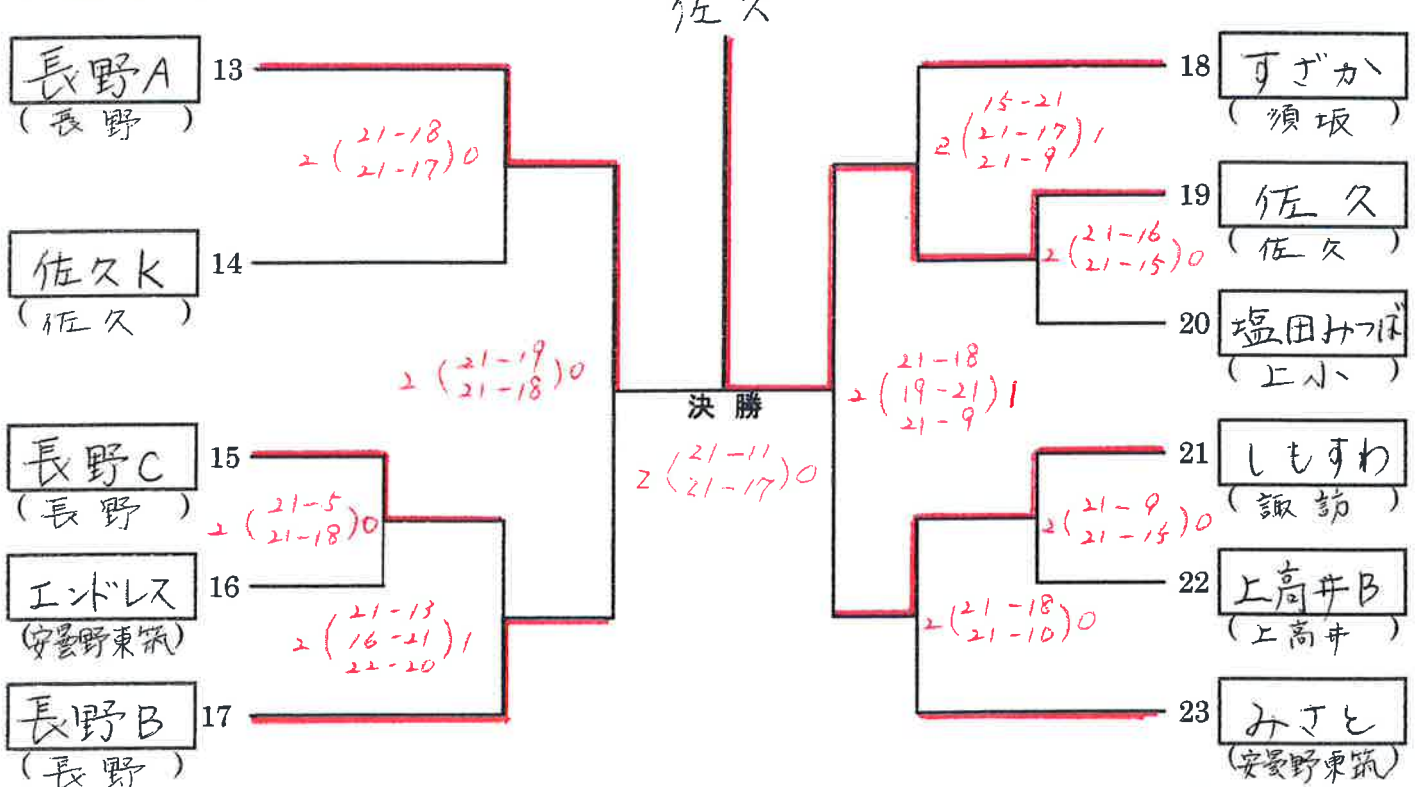 佐久
長野A 13
(長野)
2(21-18 21-17)0
佐久K 14
(佐久)
2(21-19 21-18)0
長野C 15
(長野)
2(21-5 21-18)0
エンドレス 16
(安曇野東筑)
2(21-13 16-21 22-20)1
長野B 17
(長野)
決勝
2(21-11 21-17)0
18 すざか
(須坂)
2(15-21 21-17 21-9)1
19 佐久
(佐久)
2(21-16 21-15)0
20 塩田みつば
(上小)
2(21-18 19-21 21-9)1
21 しもすわ
(諏訪)
2(21-9 21-15)0
22 上高井B
(上高井)
2(21-18 21-10)0
23 みさと
(安曇野東筑)